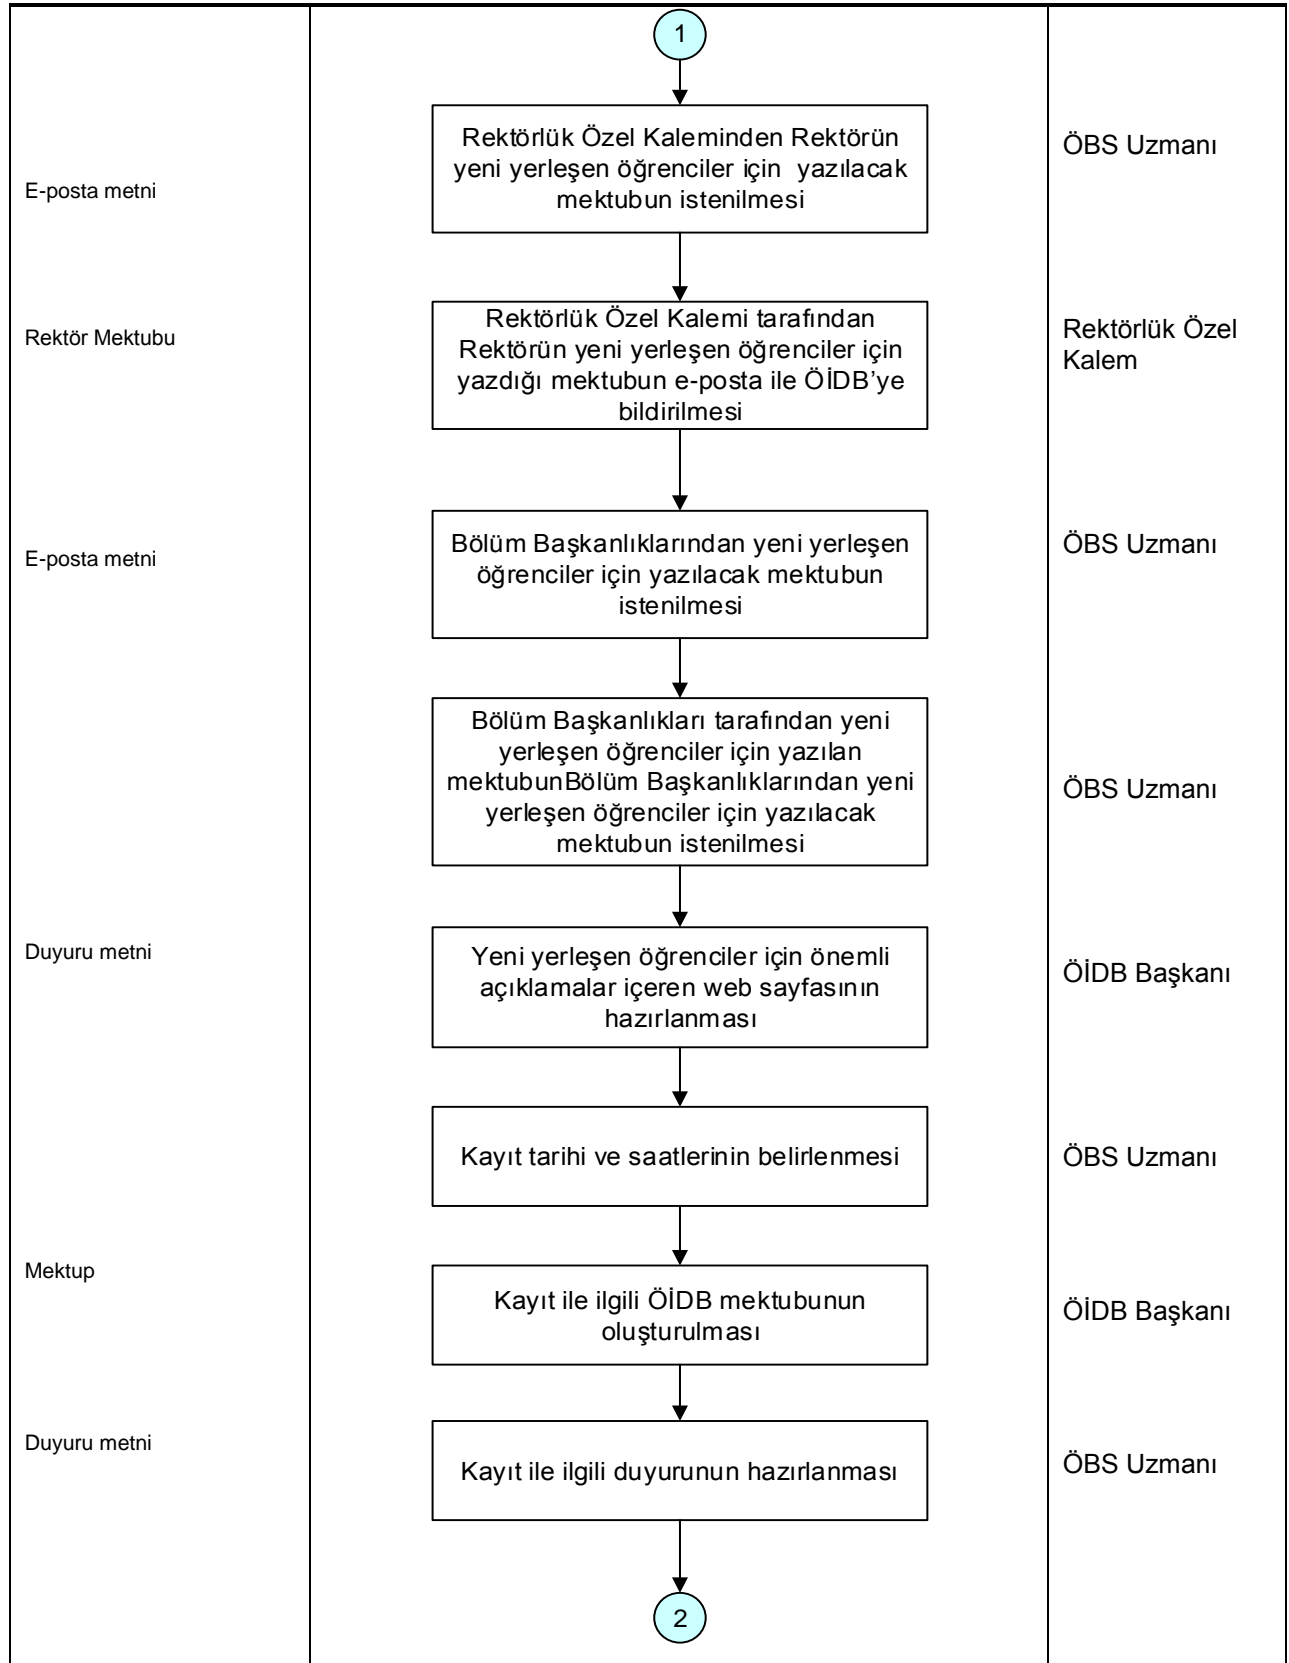 1
Rektörlük Özel Kaleminden Rektörün
yeni yerleşen öğrenciler için  yazılacak
mektubun istenilmesi
ÖBS Uzmanı
E-posta metni
Rektörlük Özel Kalemi tarafından
Rektörün yeni yerleşen öğrenciler için
yazdığı mektubun e-posta ile ÖİDB’ye
bildirilmesi
Rektör Mektubu
Rektörlük Özel
Kalem
Bölüm Başkanlıklarından yeni yerleşen
öğrenciler için yazılacak mektubun
istenilmesi
ÖBS Uzmanı
E-posta metni
Bölüm Başkanlıkları tarafından yeni
yerleşen öğrenciler için yazılan
mektubunBölüm Başkanlıklarından yeni
yerleşen öğrenciler için yazılacak
mektubun istenilmesi
ÖBS Uzmanı
Duyuru metni
Yeni yerleşen öğrenciler için önemli
açıklamalar içeren web sayfasının
hazırlanması
ÖİDB Başkanı
Kayıt tarihi ve saatlerinin belirlenmesi
ÖBS Uzmanı
Mektup
Kayıt ile ilgili ÖİDB mektubunun
oluşturulması
ÖİDB Başkanı
Duyuru metni
Kayıt ile ilgili duyurunun hazırlanması
ÖBS Uzmanı
2